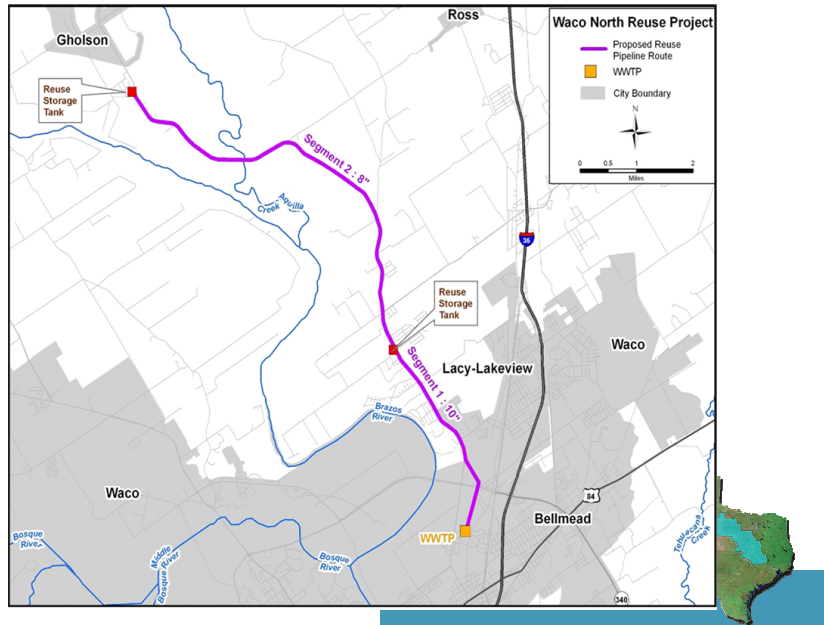 Waco North Reuse Project
Proposed Reuse
Pipeline Route
WWTP
City Boundary
N
0 0.5 1 2
Miles
Ross
Gholson
Reuse
Storage
Tank
Segment 2 : 8"
Aquilla
Creek
35
Reuse
Storage
Tank
Segment 1 : 10"
Lacy-Lakeview
Waco
Brazos
River
Waco
84
Bellmead
WWTP
Bosque
River
Middle
Bosque River
Bosque
River
Tehuacana
Creek
340